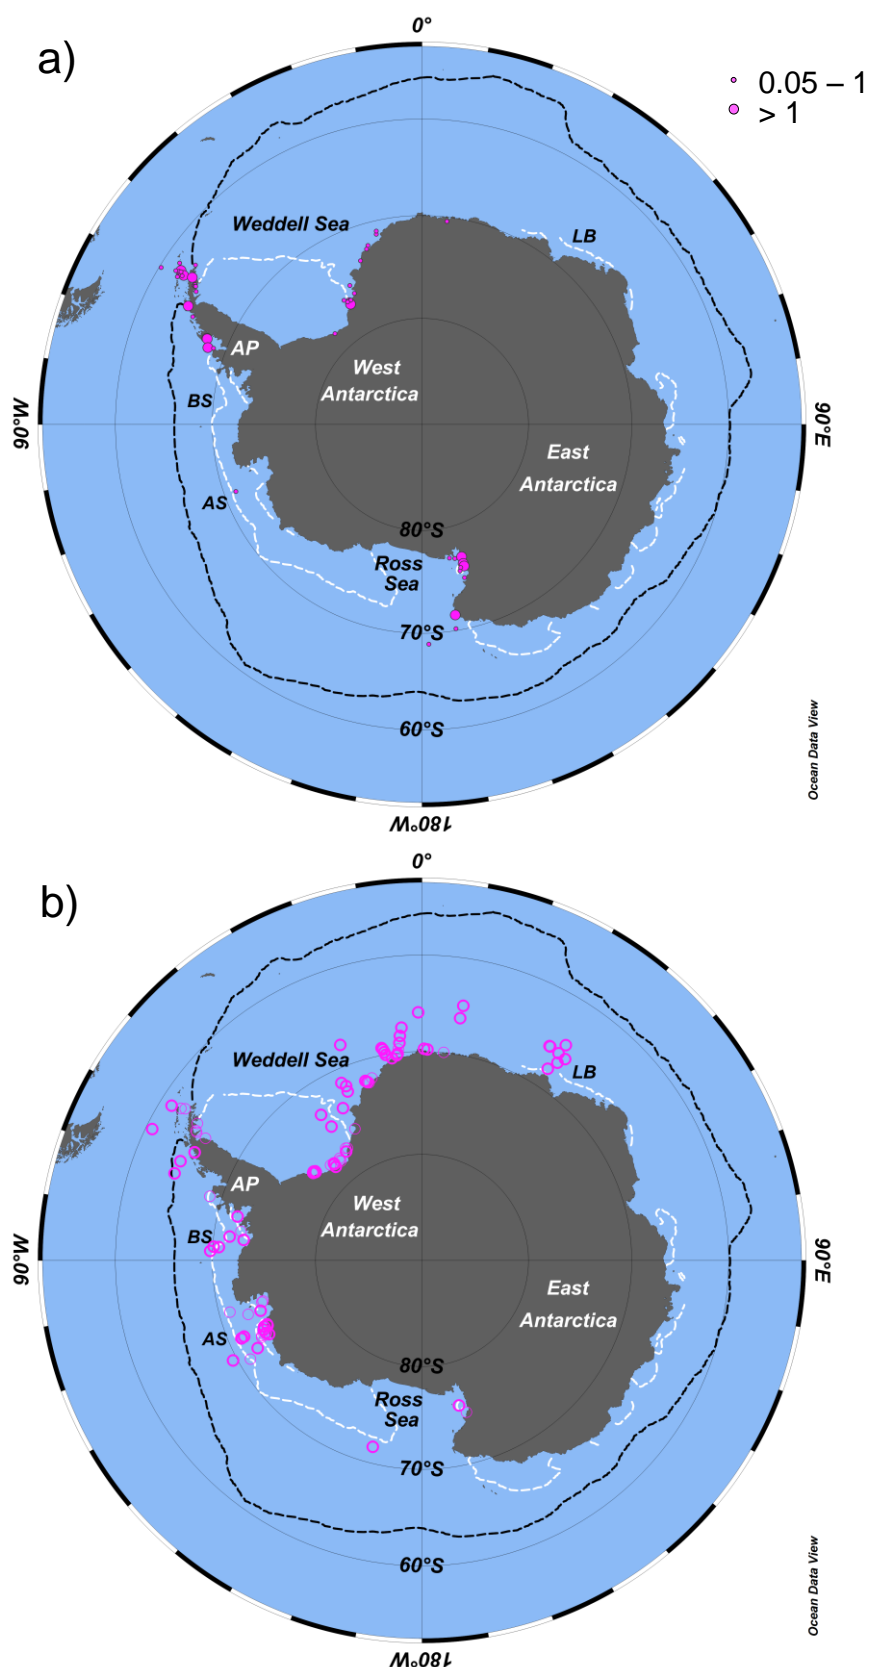 a)
0°
0.05 – 1
> 1
Weddell Sea
LB
AP
West
Antarctica
BS
90°W
90°E
East
Antarctica
AS
80°S
Ross
Sea
70°S
60°S
Ocean Data View
180°W
b)
0°
Weddell Sea
LB
AP
West
Antarctica
BS
90°W
90°E
East
Antarctica
AS
80°S
Ross
Sea
70°S
60°S
Ocean Data View
180°W